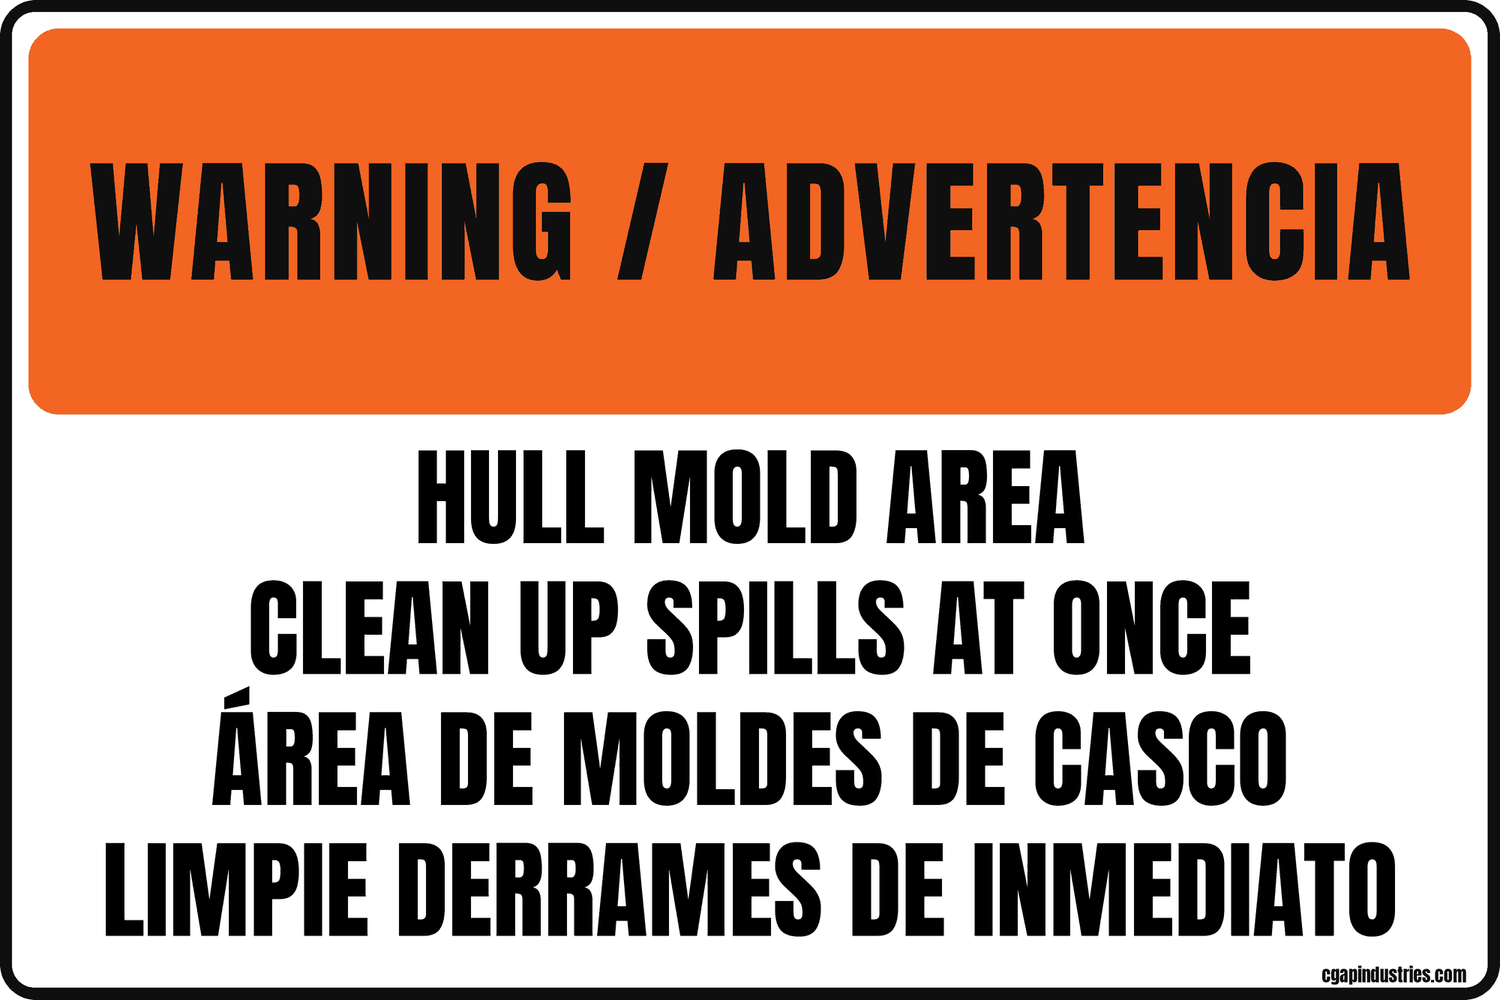 WARNING / ADVERTENCIA
HULL MOLD AREA
CLEAN UP SPILLS AT ONCE
ÁREA DE MOLDES DE CASCO
LIMPIE DERRAMES DE INMEDIATO
cgapindustries.com